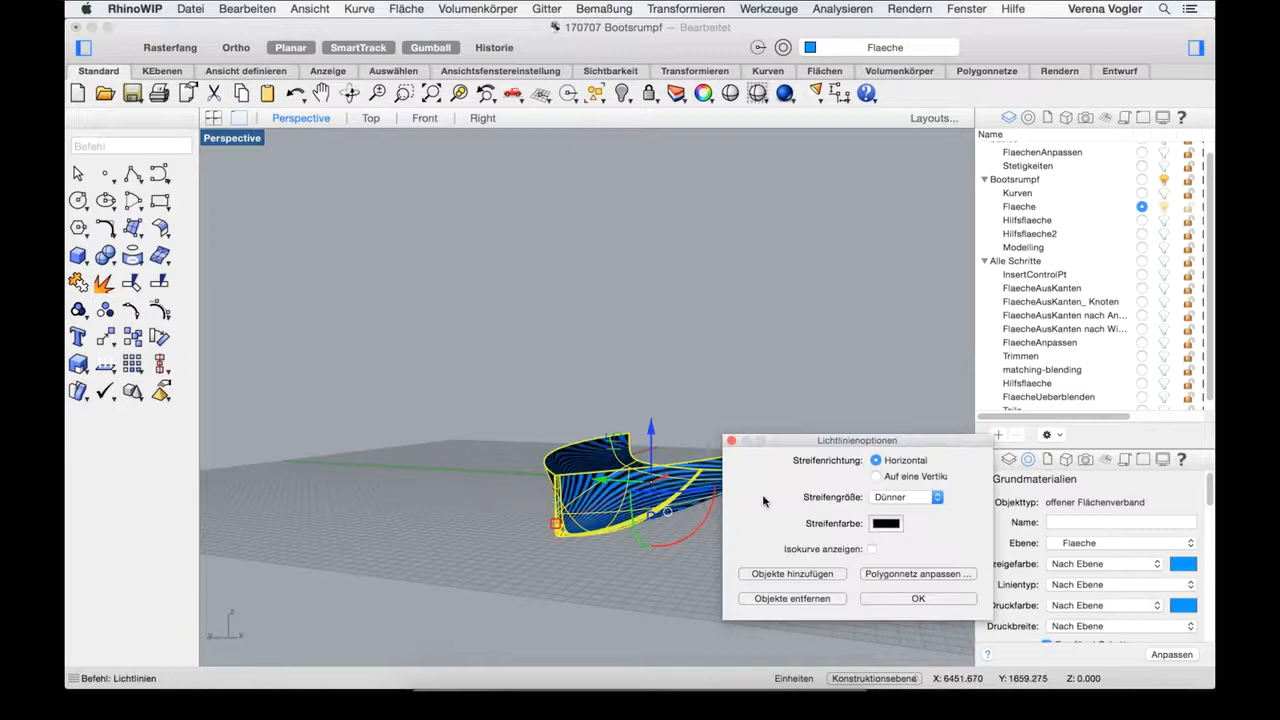 RhinoWIP Datei Bearbeiten Ansicht Kurve Fläche Volumenkörper Gitter Bemaßung Transformieren Werkzeuge Analysieren Rendern Fenster Hilfe Verena Vogler
170707 Bootsrumpf — Bearbeitet
Rasterfang Ortho Planar SmartTrack Gumball Historie Flaeche
Standard KEbenen Ansicht definieren Anzeige Auswählen Ansichtsfenstereinstellung Sichtbarkeit Transformieren Kurven Flächen Volumenkörper Polygonnetze Rendern Entwurf
Perspective Top Front Right Layouts...
Perspective
Befehl
Name
FlaechenAnpassen
Stetigkeiten
Bootsrumpf
Kurven
Flaeche
Hilfsflaeche
Hilfsflaeche2
Modelling
Alle Schritte
InsertControlPt
FlaecheAusKanten
FlaecheAusKanten_ Knoten
FlaecheAusKanten nach An...
FlaecheAusKanten nach Wi...
FlaecheAnpassen
Trimmen
matching-blending
Hilfsflaeche
FlaecheUeberblenden
Lichtlinienoptionen
Streifenrichtung: Horizontal
Auf eine Vertika
Streifengröße: Dünner
Streifenfarbe:
Isokurve anzeigen:
Objekte hinzufügen Polygonnetz anpassen ...
Objekte entfernen OK
Grundmaterialien
Objekttyp: offener Flächenverband
Name:
Ebene: Flaeche
zeigefarbe: Nach Ebene
Linientyp: Nach Ebene
Druckfarbe: Nach Ebene
Druckbreite: Nach Ebene
Anpassen
z
y x
Befehl: Lichtlinien Einheiten Konstruktionsebene X: 6451.670 Y: 1659.275 Z: 0.000